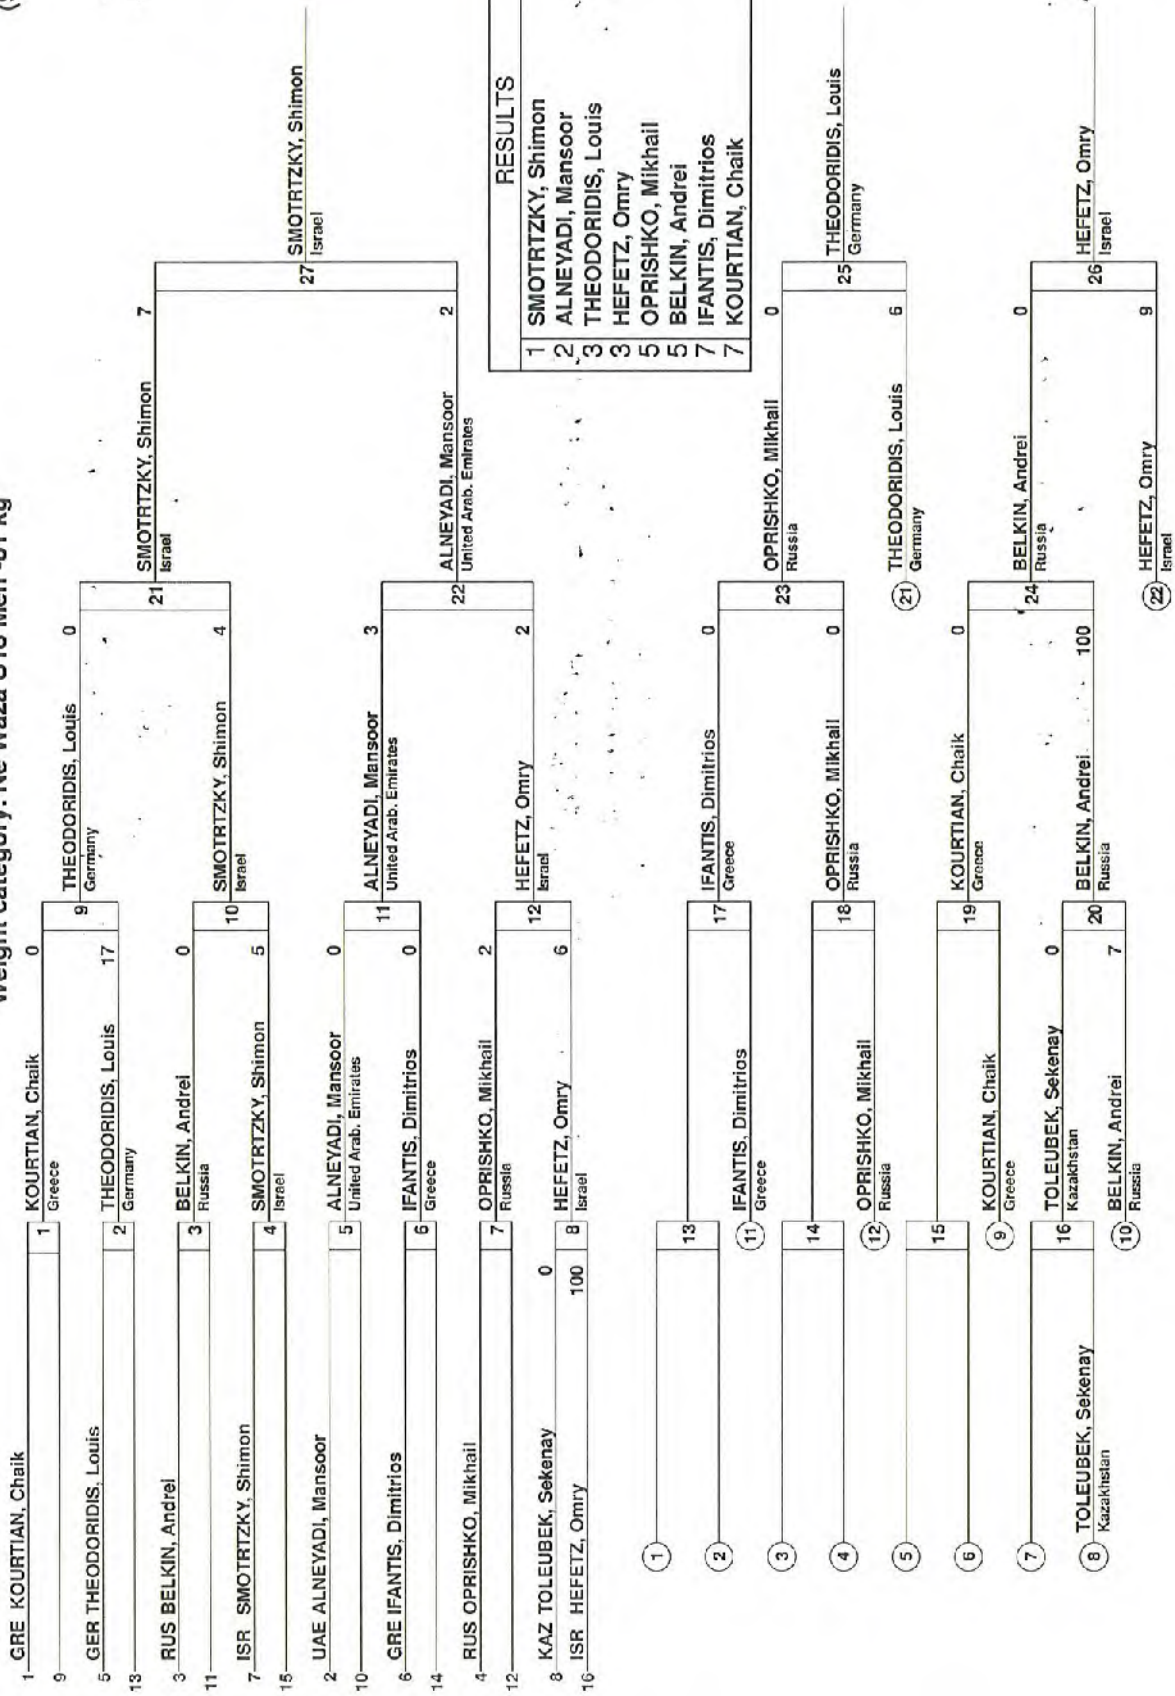 Weight Category: Ne Waza U18 Men -81 kg
GRE KOURTIAN, Chaik
1
9
GER THEODORIDIS, Louis
5
13
RUS BELKIN, Andrei
3
11
ISR SMOTRTZKY, Shimon
7
15
UAE ALNEYADI, Mansoor
2
10
GRE IFANTIS, Dimitrios
6
14
RUS OPRISHKO, Mikhail
4
12
KAZ TOLEUBEK, Sekenay
0
8
ISR HEFETZ, Omry
100
16
1
KOURTIAN, Chaik
Greece
0
2
THEODORIDIS, Louis
Germany
17
3
BELKIN, Andrei
Russia
0
4
SMOTRTZKY, Shimon
Israel
5
5
ALNEYADI, Mansoor
United Arab. Emirates
0
6
IFANTIS, Dimitrios
Greece
0
7
OPRISHKO, Mikhail
Russia
2
8
HEFETZ, Omry
Israel
6
9
THEODORIDIS, Louis
Germany
0
10
SMOTRTZKY, Shimon
Israel
4
11
ALNEYADI, Mansoor
United Arab. Emirates
3
12
HEFETZ, Omry
Israel
2
21
SMOTRTZKY, Shimon
Israel
7
22
ALNEYADI, Mansoor
United Arab. Emirates
2
27
SMOTRTZKY, Shimon
Israel
RESULTS
1 SMOTRTZKY, Shimon
2 ALNEYADI, Mansoor
3 THEODORIDIS, Louis
3 HEFETZ, Omry
5 OPRISHKO, Mikhail
5 BELKIN, Andrei
7 IFANTIS, Dimitrios
7 KOURTIAN, Chaik
1
2
3
4
5
6
7
8
TOLEUBEK, Sekenay
Kazakhstan
13
11
IFANTIS, Dimitrios
Greece
14
12
OPRISHKO, Mikhail
Russia
15
9
KOURTIAN, Chaik
Greece
16
TOLEUBEK, Sekenay
Kazakhstan
0
10
BELKIN, Andrei
Russia
7
17
IFANTIS, Dimitrios
Greece
0
18
OPRISHKO, Mikhail
Russia
0
19
KOURTIAN, Chaik
Greece
0
20
BELKIN, Andrei
Russia
100
23
OPRISHKO, Mikhail
Russia
0
21
THEODORIDIS, Louis
Germany
6
24
BELKIN, Andrei
Russia
0
22
HEFETZ, Omry
Israel
9
25
THEODORIDIS, Louis
Germany
26
HEFETZ, Omry
Israel